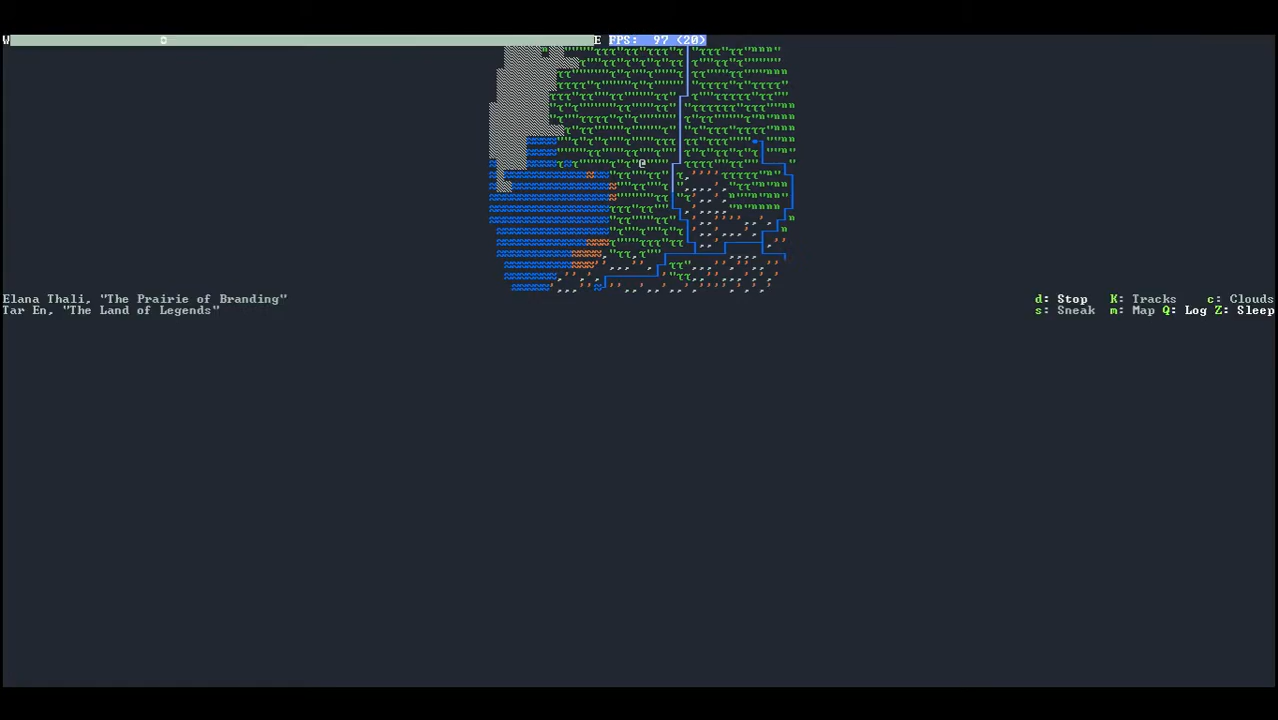 W E FPS: 97 (20)
Elana Thali, "The Prairie of Branding"
Tar En, "The Land of Legends"
d: Stop K: Tracks c: Clouds
s: Sneak m: Map Q: Log Z: Sleep